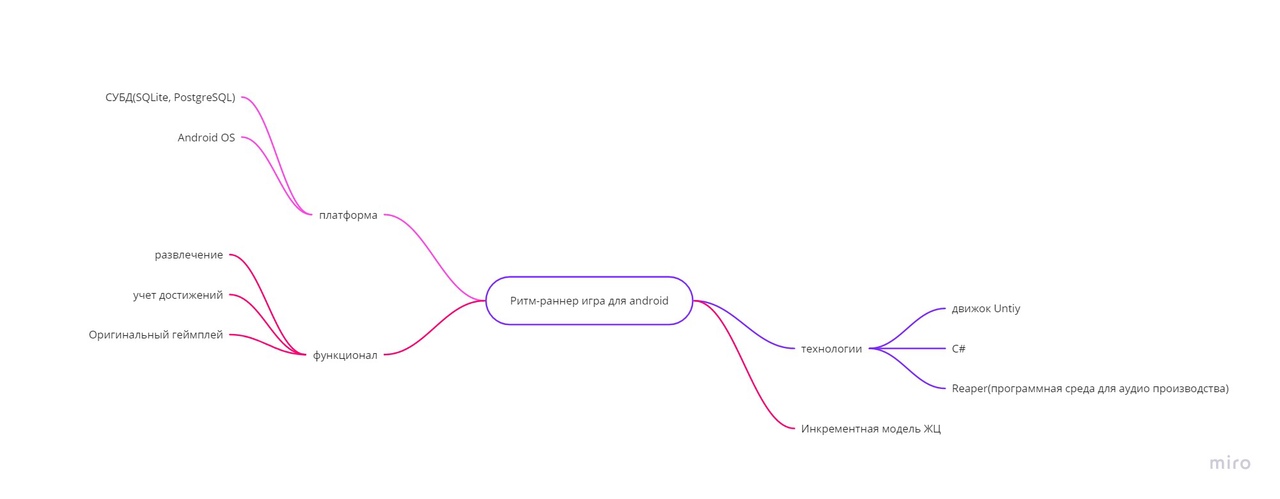 СУБД(SQLite, PostgreSQL)
Android OS
платформа
развлечение
учет достижений
Оригинальный геймплей
функционал
Ритм-раннер игра для android
технологии
движок Untiy
C#
Reaper(программная среда для аудио производства)
Инкрементная модель ЖЦ
miro